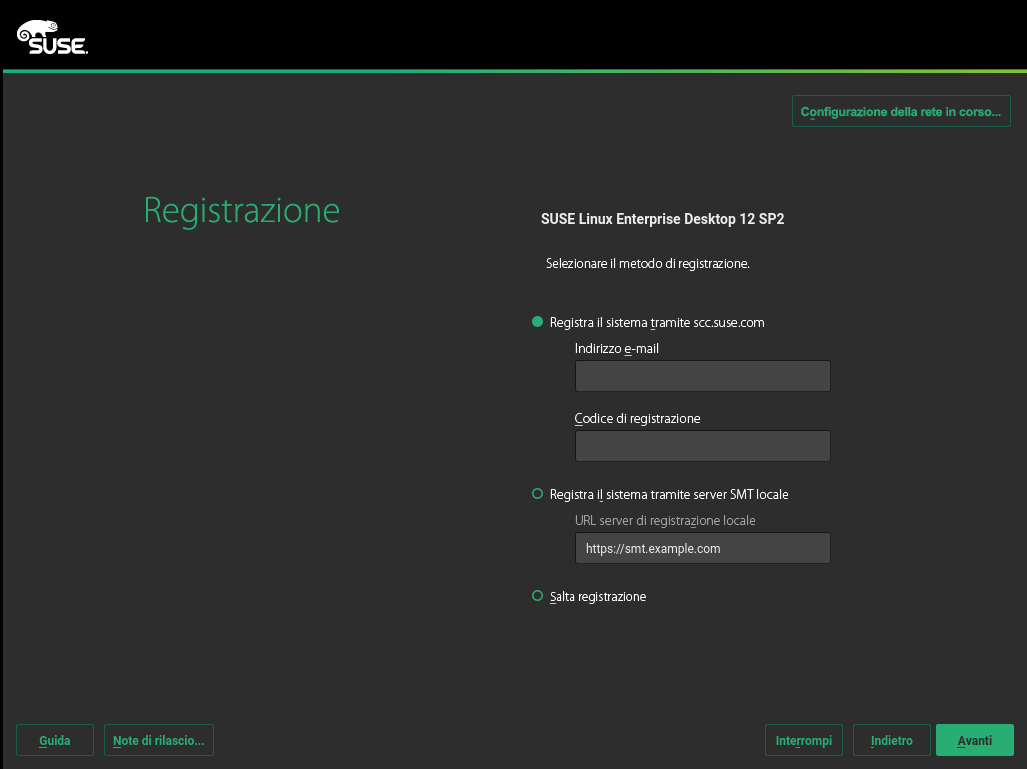 SUSE.
Configurazione della rete in corso...
Registrazione
SUSE Linux Enterprise Desktop 12 SP2
Selezionare il metodo di registrazione.
Registra il sistema tramite scc.suse.com
Indirizzo e-mail
Codice di registrazione
Registra il sistema tramite server SMT locale
URL server di registrazione locale
https://smt.example.com
Salta registrazione
Guida
Note di rilascio...
Interrompi
Indietro
Avanti